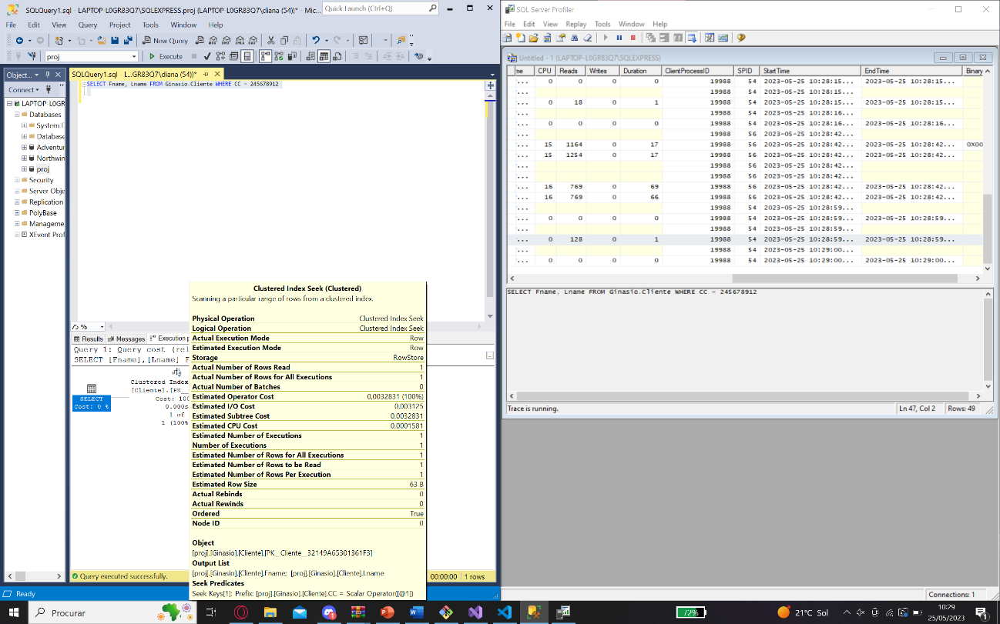 SQLQuery1.sql - LAPTOP-L0GR83Q7\SQLEXPRESS.proj (LAPTOP-L0GR83Q7\diana (54))* - Mic...
Quick Launch (Ctrl+Q)
File Edit View Query Project Tools Window Help
New Query
proj
Execute
Object...
SQLQuery1.sql - L...GR83Q7\diana (54))*
Connect
LAPTOP-L0GR
Databases
System D
Database
Adventur
Northwin
proj
Security
Server Obje
Replication
PolyBase
Manageme
XEvent Prof
SELECT Fname, Lname FROM Ginasio.Cliente WHERE CC = 245678912
75 %
Results Messages Execution p
Query 1: Query cost (rel
SELECT [Fname],[Lname] F
SELECT
Cost: 0 %
Clustered Index
[Cliente].[PK_
Cost: 100
0.000s
1 of
1 (100%
Clustered Index Seek (Clustered)
Scanning a particular range of rows from a clustered index.
Physical Operation Clustered Index Seek
Logical Operation Clustered Index Seek
Actual Execution Mode Row
Estimated Execution Mode Row
Storage RowStore
Actual Number of Rows Read 1
Actual Number of Rows for All Executions 1
Actual Number of Batches 0
Estimated Operator Cost 0,0032831 (100%)
Estimated I/O Cost 0,003125
Estimated Subtree Cost 0,0032831
Estimated CPU Cost 0,0001581
Estimated Number of Executions 1
Number of Executions 1
Estimated Number of Rows for All Executions 1
Estimated Number of Rows to be Read 1
Estimated Number of Rows Per Execution 1
Estimated Row Size 63 B
Actual Rebinds 0
Actual Rewinds 0
Ordered True
Node ID 0
Object
[proj].[Ginasio].[Cliente].[PK__Cliente__32149A65301361F3]
Output List
[proj].[Ginasio].[Cliente].Fname; [proj].[Ginasio].[Cliente].Lname
Seek Predicates
Seek Keys[1]: Prefix: [proj].[Ginasio].[Cliente].CC = Scalar Operator([@1])
Query executed successfully.
00:00:00 1 rows
Ready
SQL Server Profiler
File Edit View Replay Tools Window Help
Untitled - 1 (LAPTOP-L0GR83Q7\SQLEXPRESS)
me CPU Reads Writes Duration ClientProcessID SPID StartTime EndTime Binary
'... 0 0 0 0 19988 54 2023-05-25 10:28:15... 2023-05-25 10:28:15...
'... 19988 54 2023-05-25 10:28:15...
'... 0 18 0 1 19988 54 2023-05-25 10:28:15... 2023-05-25 10:28:15...
'... 19988 54 2023-05-25 10:28:16...
'... 0 0 0 0 19988 54 2023-05-25 10:28:16... 2023-05-25 10:28:16...
'... 19988 56 2023-05-25 10:28:42...
'... 15 1164 0 17 19988 56 2023-05-25 10:28:42... 2023-05-25 10:28:42... 0X00
'... 15 1254 0 17 19988 56 2023-05-25 10:28:42... 2023-05-25 10:28:42...
'... 19988 56 2023-05-25 10:28:42...
'... 19988 56 2023-05-25 10:28:42...
'... 16 769 0 69 19988 56 2023-05-25 10:28:42... 2023-05-25 10:28:42...
'... 16 769 0 66 19988 56 2023-05-25 10:28:42... 2023-05-25 10:28:42...
'... 19988 54 2023-05-25 10:28:59...
'... 0 0 0 0 19988 54 2023-05-25 10:28:59... 2023-05-25 10:28:59...
'... 19988 54 2023-05-25 10:28:59...
'... 0 128 0 1 19988 54 2023-05-25 10:28:59... 2023-05-25 10:28:59...
'... 19988 54 2023-05-25 10:29:00...
'... 0 0 0 0 19988 54 2023-05-25 10:29:00... 2023-05-25 10:29:00...
SELECT Fname, Lname FROM Ginasio.Cliente WHERE CC = 245678912
Trace is running.
Ln 47, Col 2 Rows: 49
Connections: 1
Procurar
72%
21°C Sol
10:29
25/05/2023
1